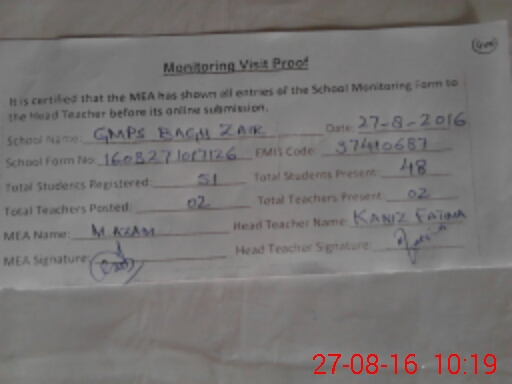 Monitoring Visit Proof
It is certified that the MEA has shown all entries of the School Monitoring Form to
the Head Teacher before its online submission.
School Name: GMPS BAGH ZAR Date: 27-8-2016
School Form No: EMIS Code: 37410687
Total Students Registered: 51 Total Students Present: 48
Total Teachers Posted: 02 Total Teachers Present: 02
MEA Name: M AZAM Head Teacher Name: KANIZ FATIMA
MEA Signature: Head Teacher Signature:
27-08-16 10:19